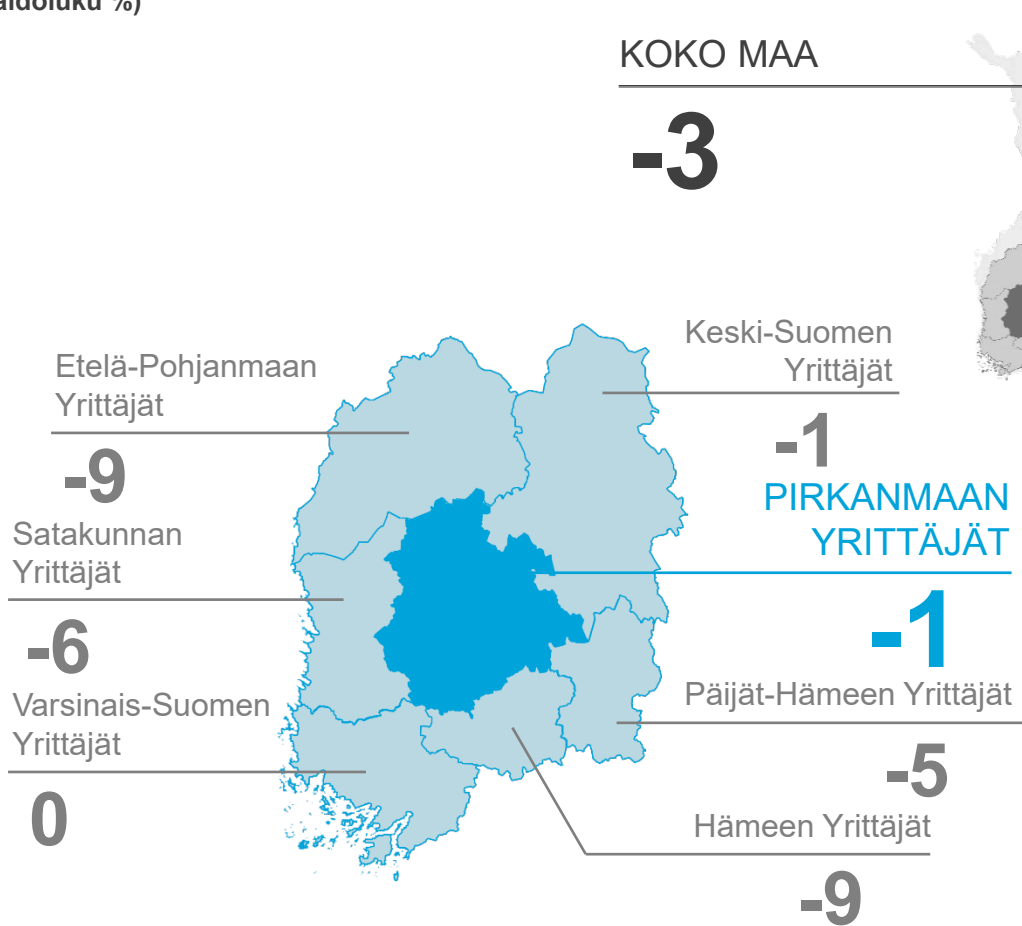 %)
KOKO MAA
-3
Etelä-Pohjanmaan
Yrittäjät
-9
Satakunnan
Yrittäjät
-6
Varsinais-Suomen
Yrittäjät
0
Keski-Suomen
Yrittäjät
-1
PIRKANMAAN
YRITTÄJÄT
-1
Päijät-Hämeen Yrittäjät
-5
Hämeen Yrittäjät
-9